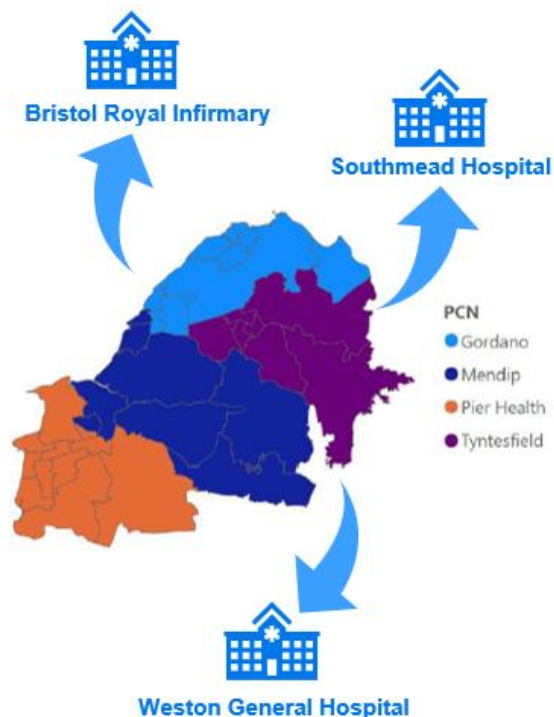 Bristol Royal Infirmary
Southmead Hospital
PCN
Gordano
Mendip
Pier Health
Tyntesfield
Weston General Hospital